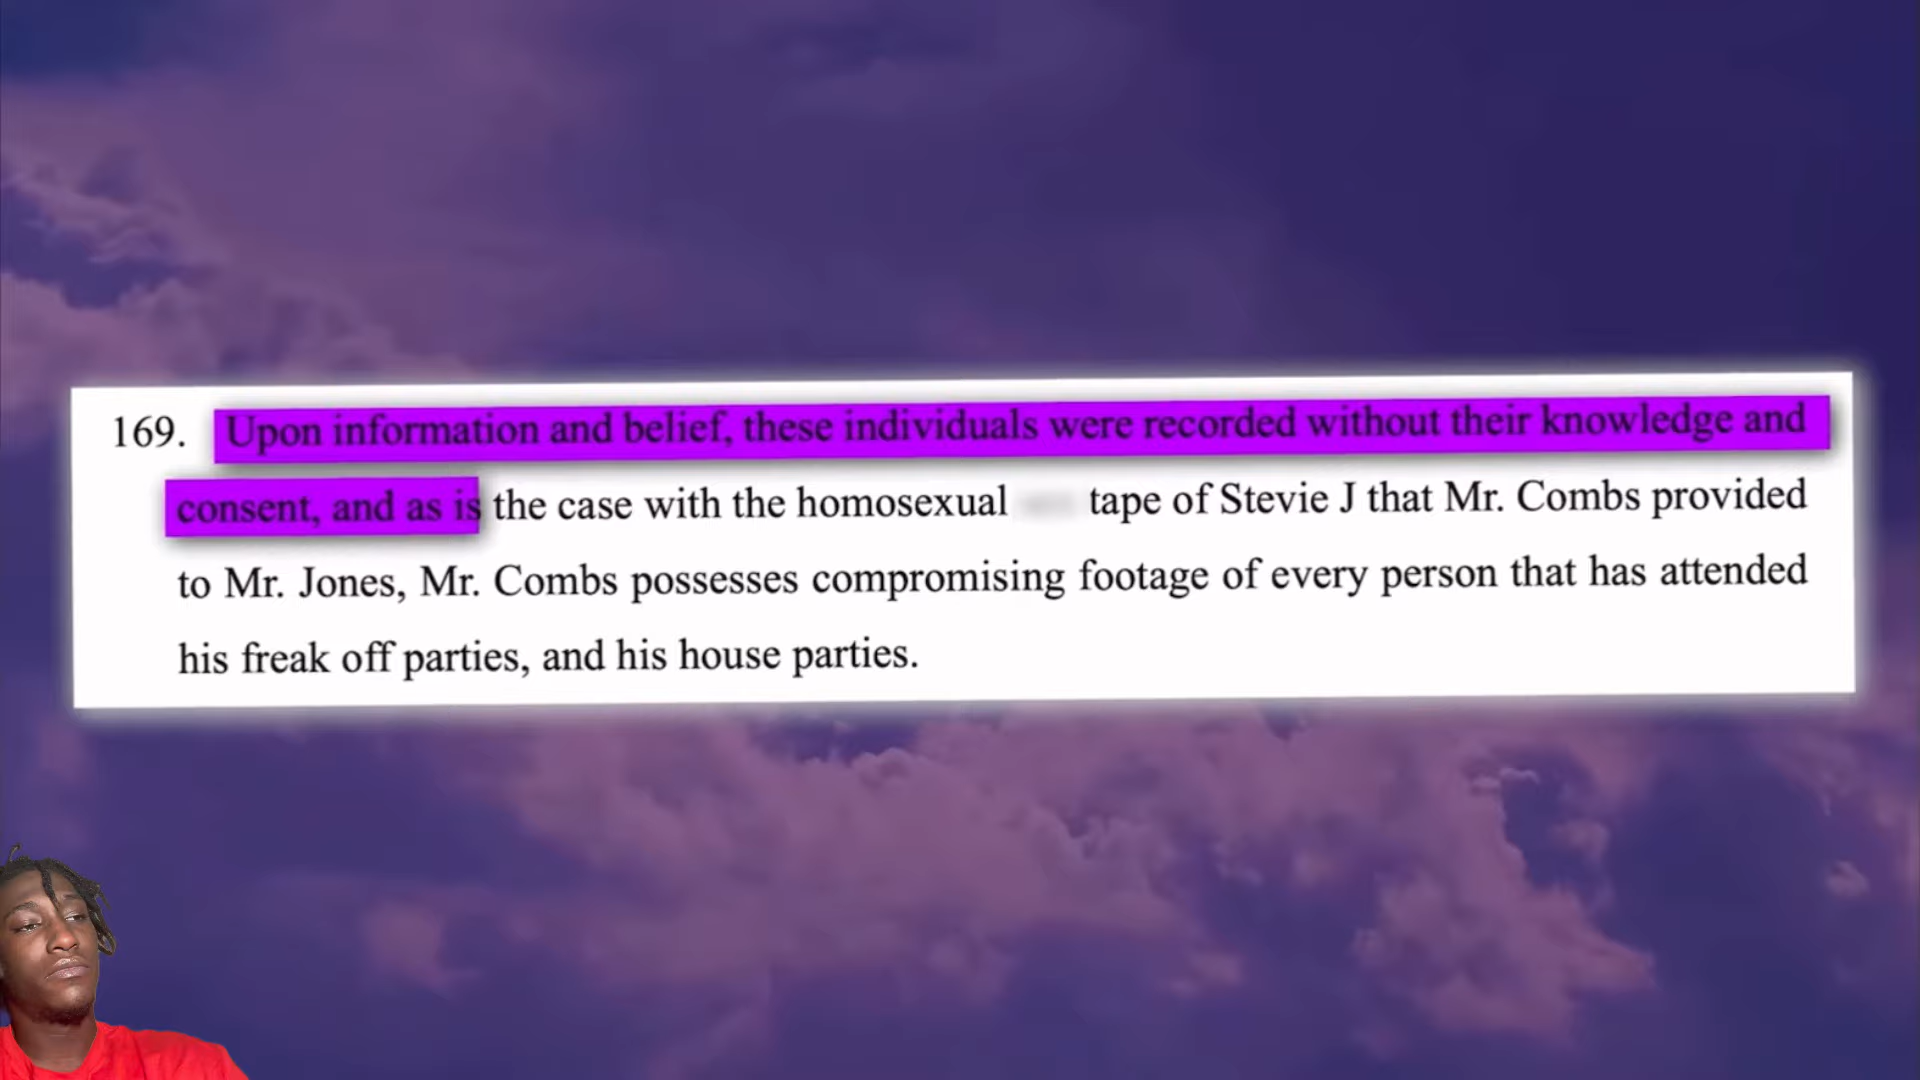 169. Upon information and belief, these individuals were recorded without their knowledge and
consent, and as is the case with the homosexual tape of Stevie J that Mr. Combs provided
to Mr. Jones, Mr. Combs possesses compromising footage of every person that has attended
his freak off parties, and his house parties.